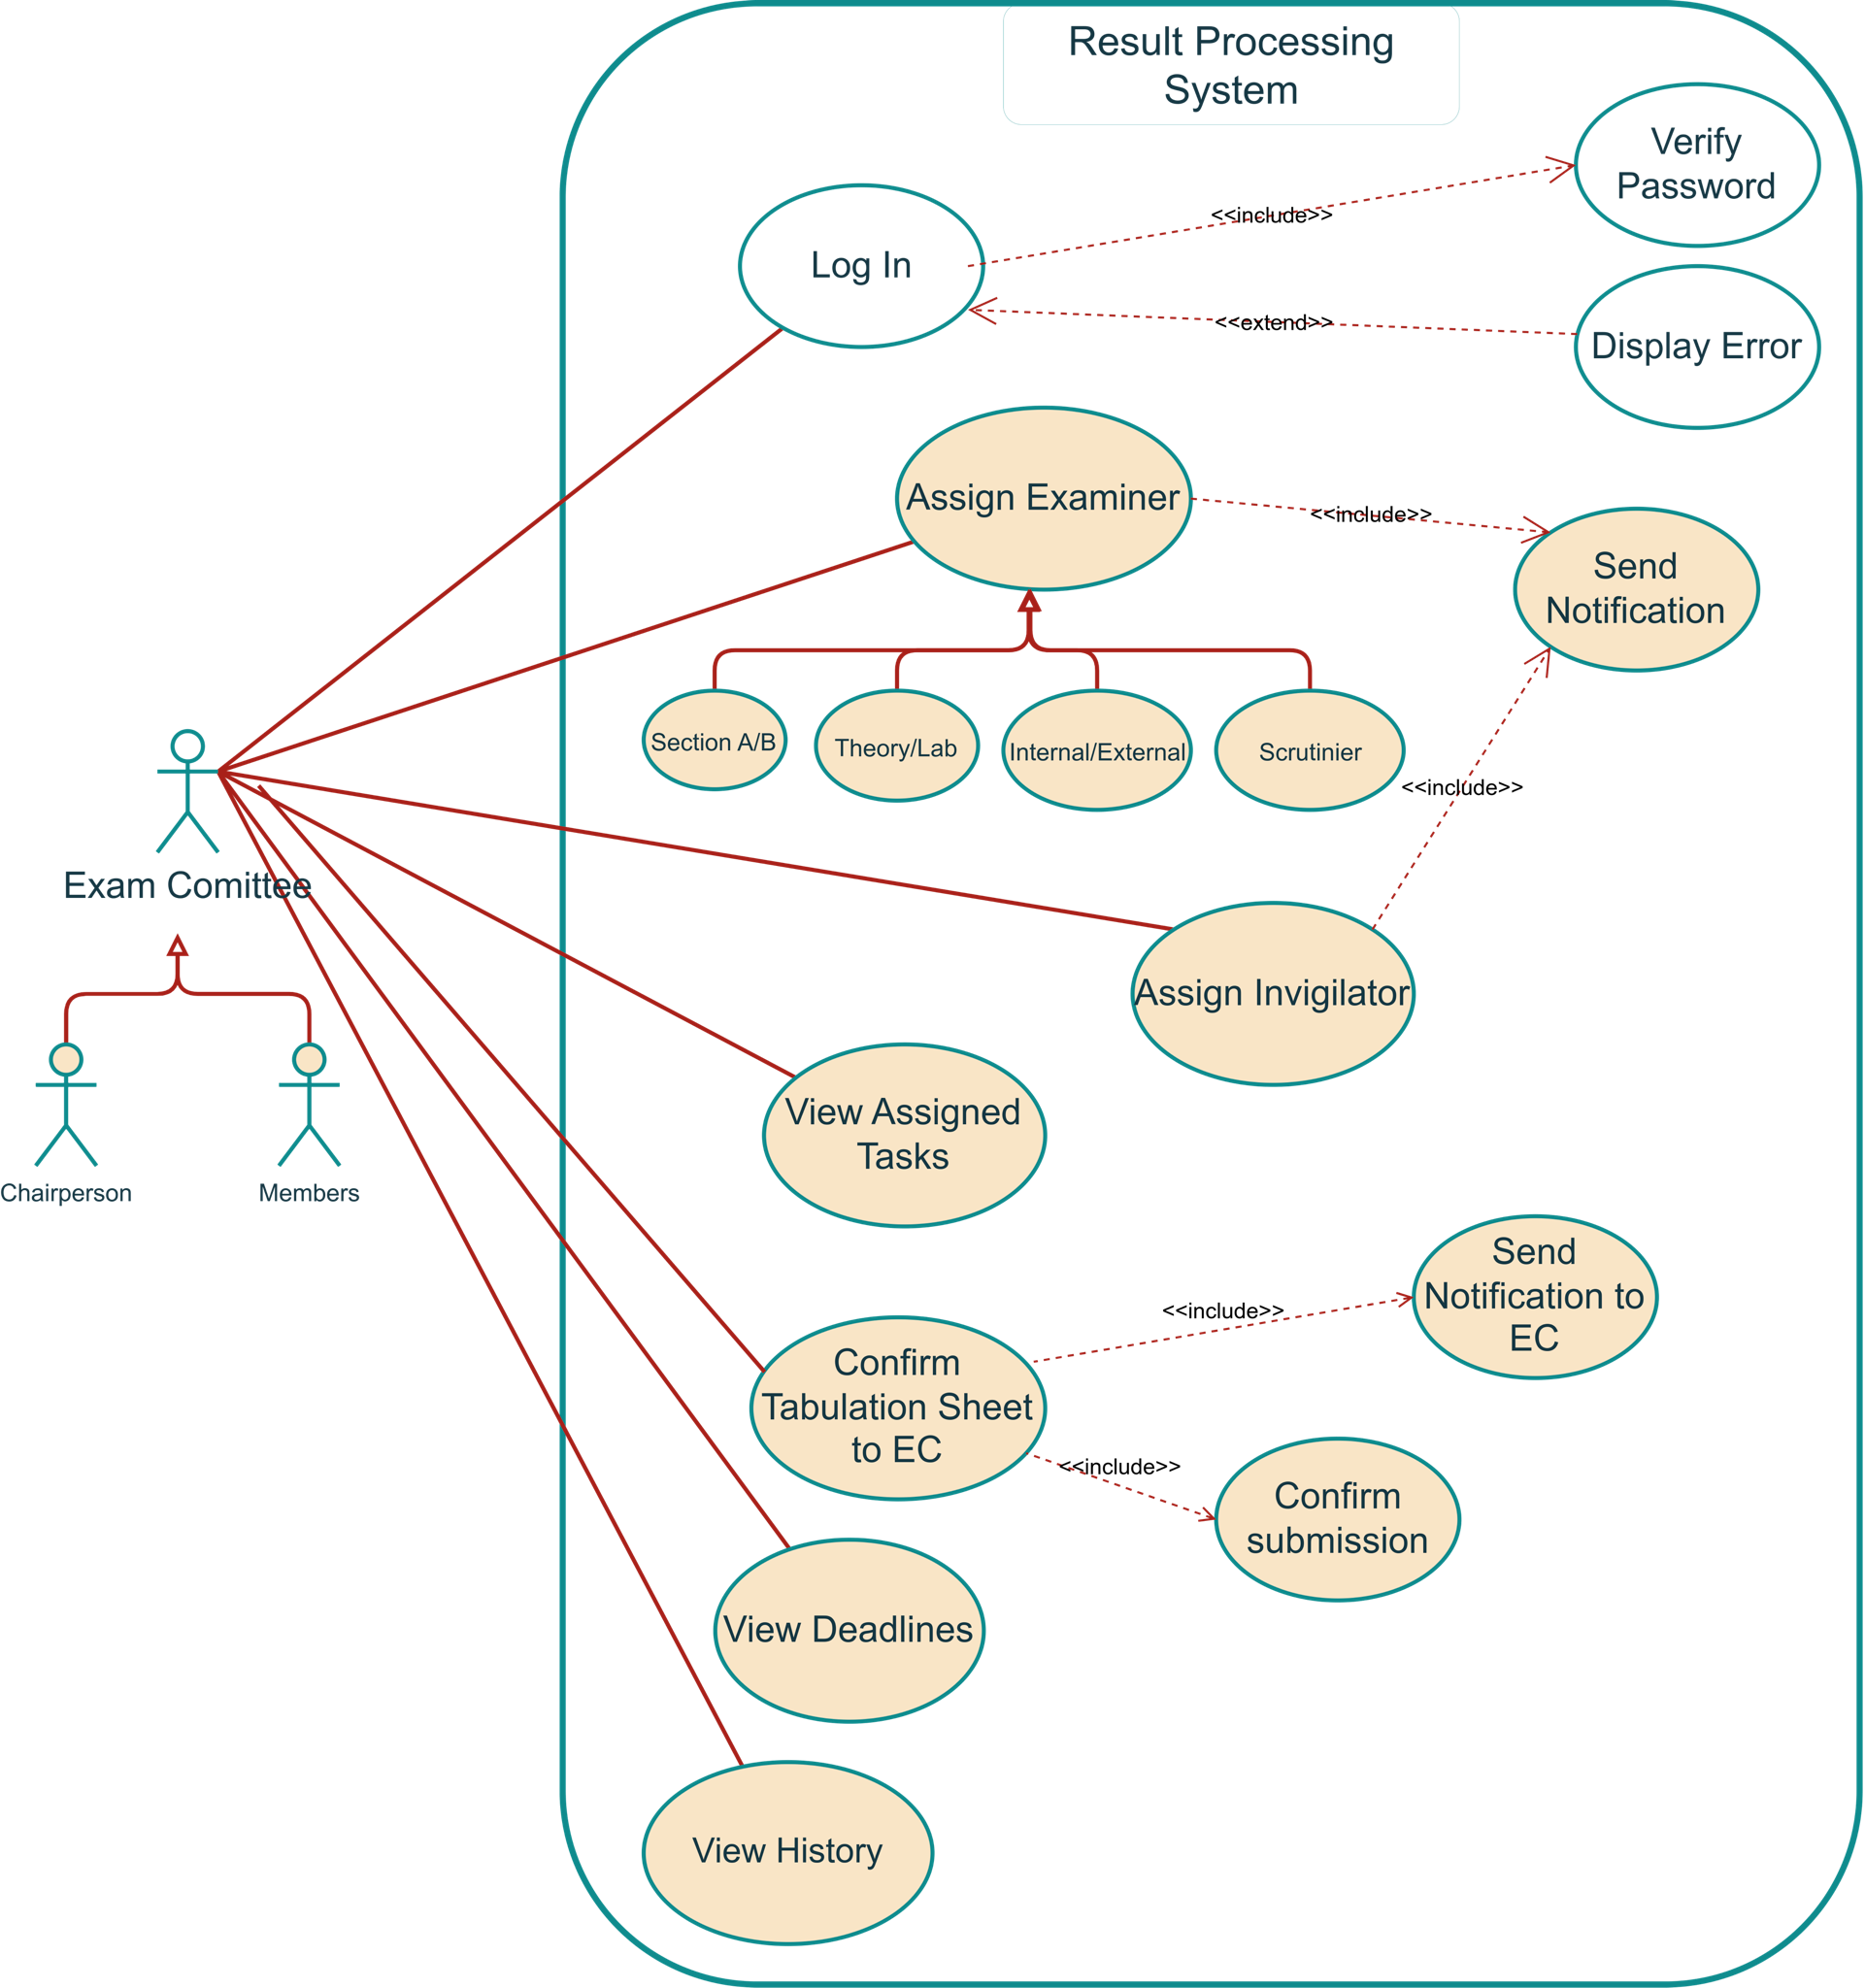 Result Processing
System
Verify
Password
<<include>>
Log In
<<extend>>
Display Error
Assign Examiner
<<include>>
Send
Notification
Section A/B
Theory/Lab
Internal/External
Scrutinier
<<include>>
Exam Comittee
Assign Invigilator
View Assigned
Tasks
Chairperson
Members
Send
Notification to
EC
<<include>>
Confirm
Tabulation Sheet
to EC
<<include>>
Confirm
submission
View Deadlines
View History